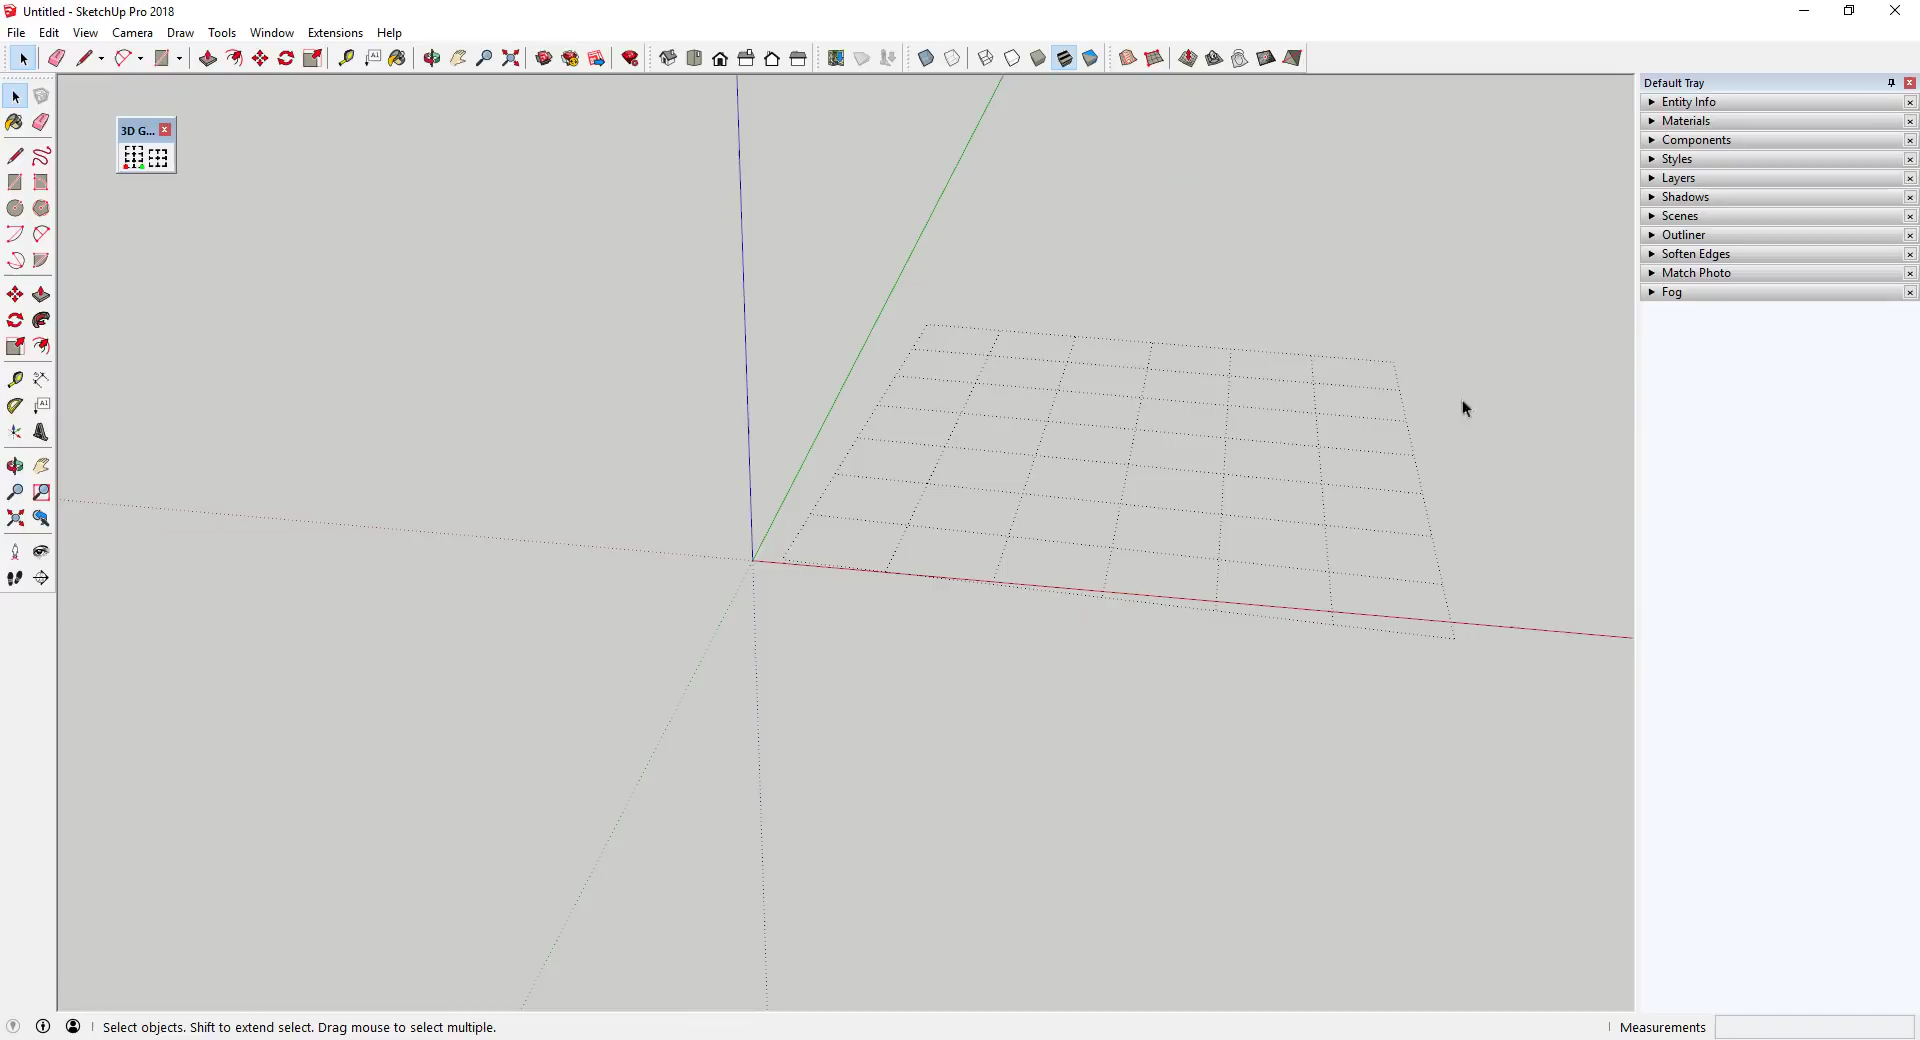 Untitled - SketchUp Pro 2018
File Edit View Camera Draw Tools Window Extensions Help
Default Tray
Entity Info
Materials
Components
Styles
Layers
Shadows
Scenes
Outliner
Soften Edges
Match Photo
Fog
3D G...
A1
A1
Select objects. Shift to extend select. Drag mouse to select multiple.
Measurements